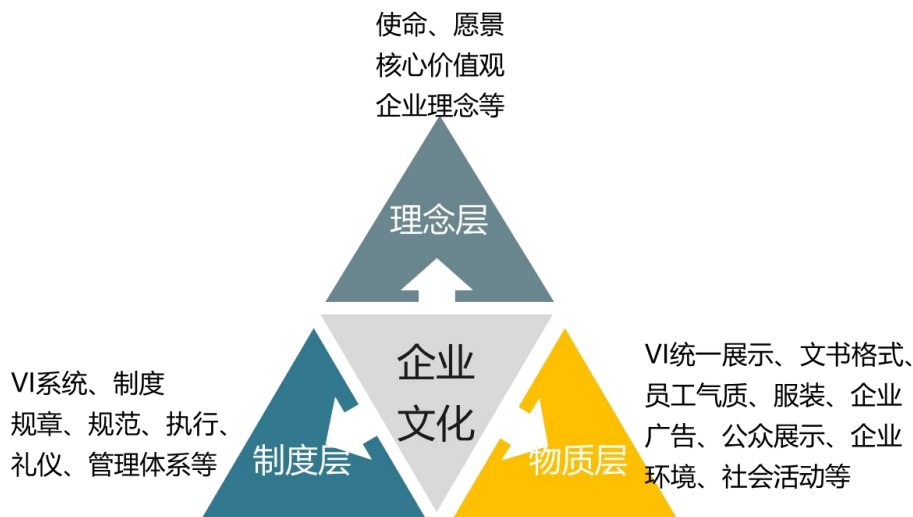 使命、愿景
核心价值观
企业理念等
理念层
企业
文化
VI系统、制度
规章、规范、执行、
礼仪、管理体系等
制度层
物质层
VI统一展示、文书格式、
员工气质、服装、企业
广告、公众展示、企业
环境、社会活动等